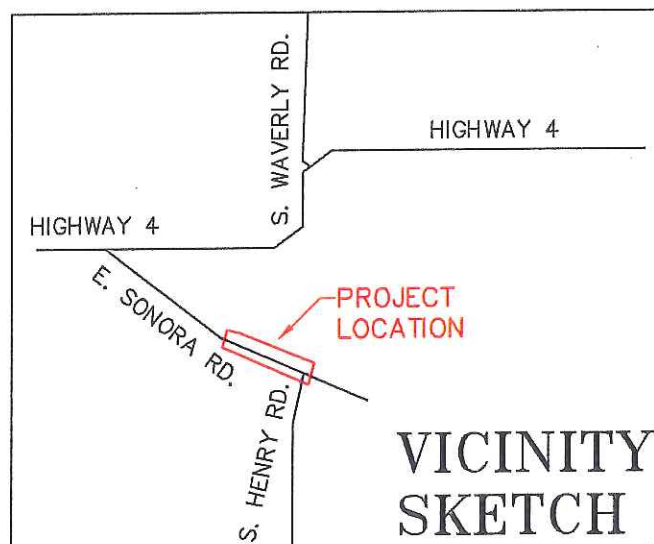 S. WAVERLY RD.
HIGHWAY 4
HIGHWAY 4
E. SONORA RD.
PROJECT
LOCATION
S. HENRY RD.
VICINITY
SKETCH